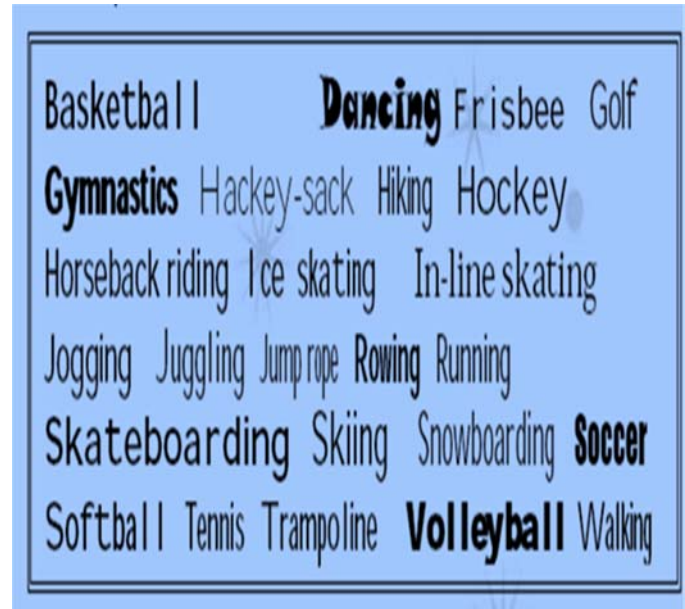 Basketball Dancing Frisbee Golf
Gymnastics Hackey-sack Hiking Hockey
Horseback riding Ice skating In-line skating
Jogging Juggling Jump rope Rowing Running
Skateboarding Skiing Snowboarding Soccer
Softball Tennis Trampoline Volleyball Walking